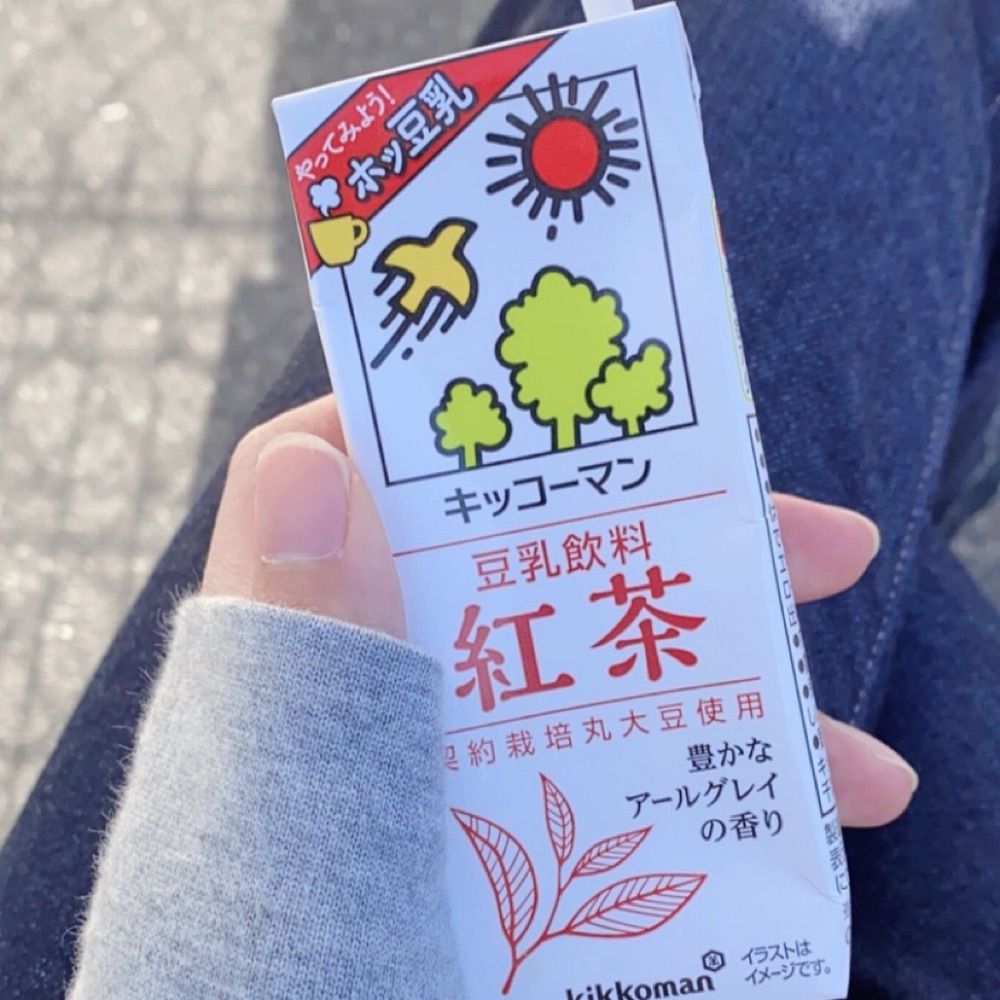 やってみよう!
ホッ豆乳
キッコーマン
豆乳飲料
紅茶
契約栽培丸大豆使用
豊かな
アールグレイ
の香り
kikkoman
イラストは
イメージです。